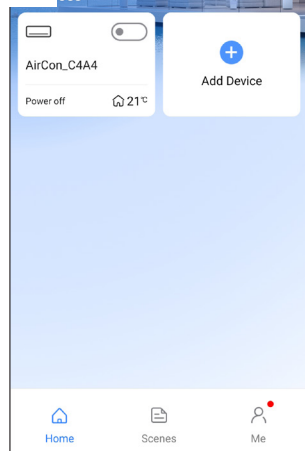 AirCon_C4A4
Power off
21℃
Add Device
Home
Scenes
Me